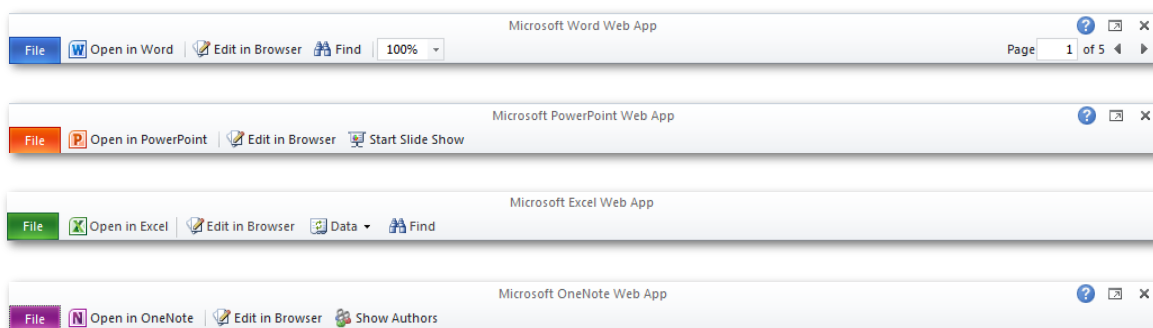 Microsoft Word Web App
File Open in Word Edit in Browser Find 100% Page 1 of 5
Microsoft PowerPoint Web App
File Open in PowerPoint Edit in Browser Start Slide Show
Microsoft Excel Web App
File Open in Excel Edit in Browser Data Find
Microsoft OneNote Web App
File Open in OneNote Edit in Browser Show Authors